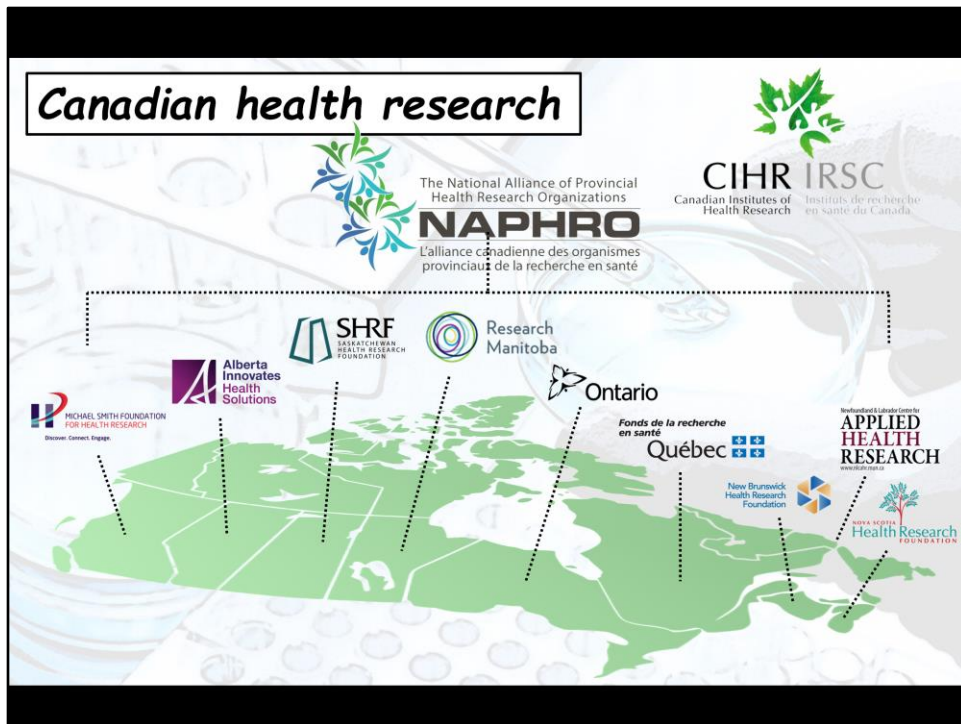 Canadian health research
The National Alliance of Provincial
Health Research Organizations
NAPHRO
L'alliance canadienne des organismes
provinciaux de la recherche en santé
CIHR IRSC
Canadian Institutes of
Health Research
Instituts de recherche
en santé du Canada
MICHAEL SMITH FOUNDATION
FOR HEALTH RESEARCH
Discover. Connect. Engage.
Alberta
Innovates
Health
Solutions
SHRF
SASKATCHEWAN
HEALTH RESEARCH
FOUNDATION
Research
Manitoba
Ontario
Fonds de la recherche
en santé
Québec
New Brunswick
Health Research
Foundation
Newfoundland & Labrador Centre for
APPLIED
HEALTH
RESEARCH
NOVA SCOTIA
Health Research
FOUNDATION